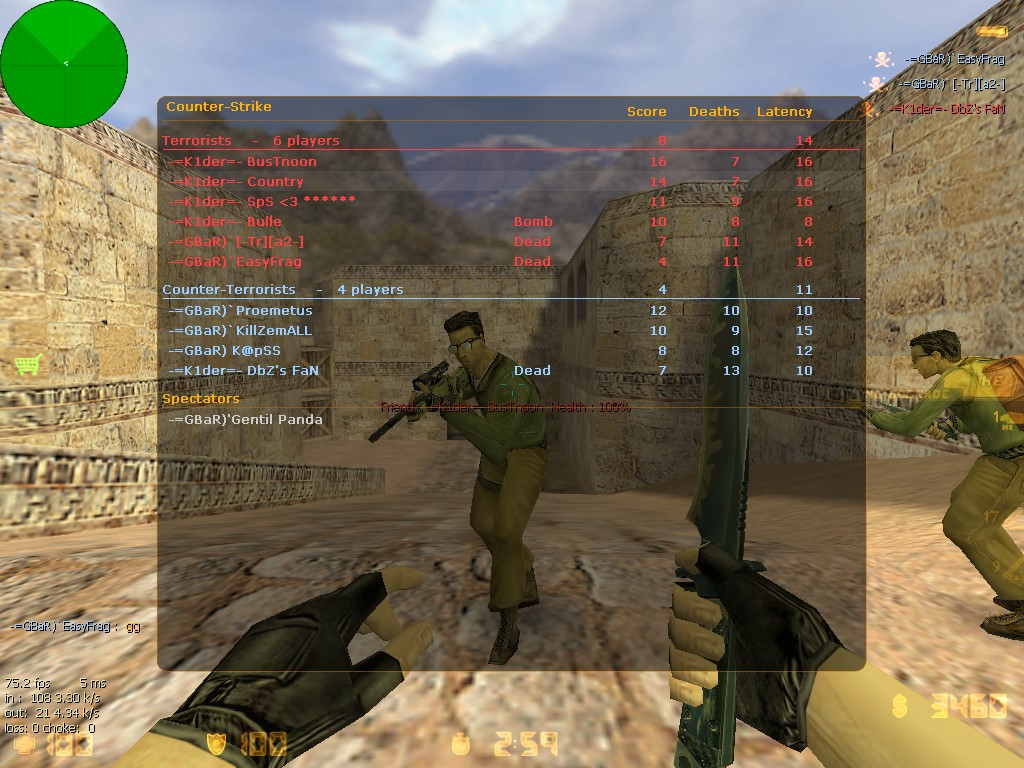 Counter-Strike
Score Deaths Latency
Terrorists - 6 players 8 14
-=K1der=- BusTnoon 16 7 16
-=K1der=- Country 14 7 16
-=K1der=- SpS <3 ****** 11 9 16
-=K1der=- Bulle Bomb 10 8 8
-=GBaR)`[-Tr][a2-] Dead 7 11 14
-=GBaR)`EasyFrag Dead 4 11 16
Counter-Terrorists - 4 players 4 11
-=GBaR)`Proemetus 12 10 10
-=GBaR)`KillZemALL 10 9 15
-=GBaR) K@pSS 8 8 12
-=K1der=- DbZ's FaN Dead 7 13 10
Spectators
-=GBaR)'Gentil Panda
Friend: -=K1der=- BusTnoon Health : 100%
-=GBaR)`EasyFrag
-=GBaR)`[-Tr][a2-]
-=K1der=- DbZ's FaN
-=GBaR)`EasyFrag : gg
75.2 fps 5 ms
in : 108 3.30 k/s
out: 21 4.34 k/s
loss: 0 choke: 0
100 100 2:59 $ 3460